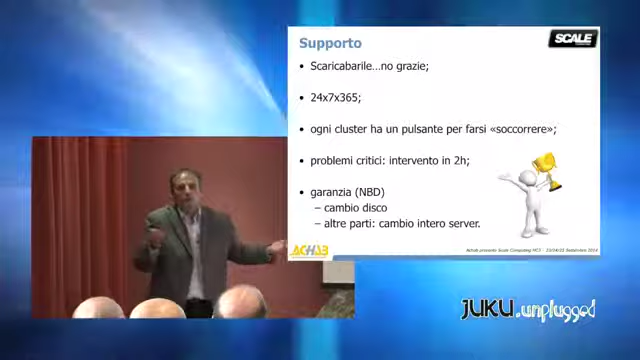 Supporto
SCALE
• Scaricabarile…no grazie;
• 24x7x365;
• ogni cluster ha un pulsante per farsi «soccorrere»;
• problemi critici: intervento in 2h;
• garanzia (NBD)
– cambio disco
– altre parti: cambio intero server.
ACHAB
JUKU.unplugged